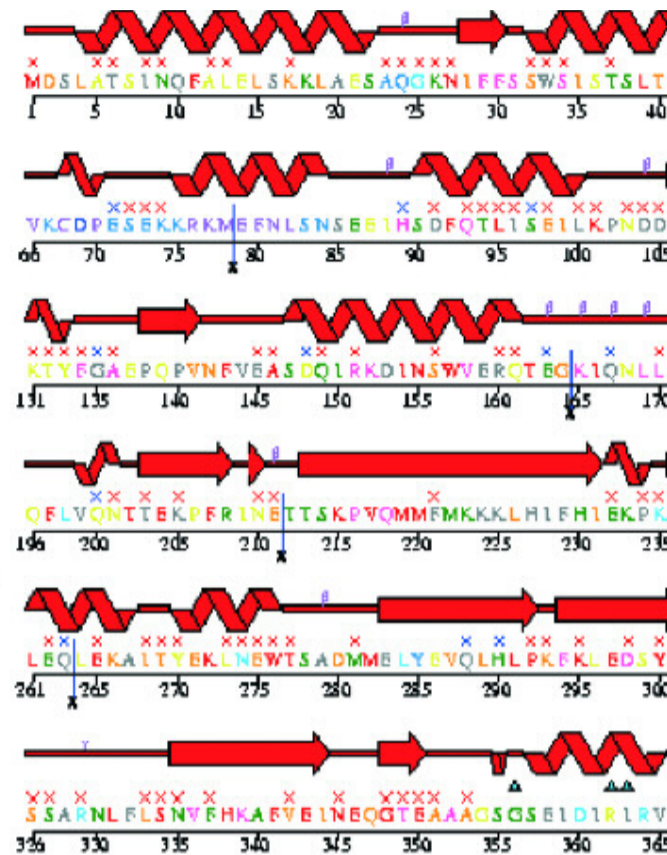 MDSLATSINQFALELSKKLAESAQGKNIFFSSWSISTSLT
1 5 10 15 20 25 30 35 40
VKCDPESEKKRKMEFNLSNSEEIHSDFQTLISEILKPNDD
66 70 75 80 85 90 95 100 105
KTYFGAEPQPVNFVEASDQIRKDINSWVERQTEGKIQNLL
131 135 140 145 150 155 160 165 170
QFLVQNTTEKPFRINETTSKPVQMMFMKKKLHIFHIEKPK
196 200 205 210 215 220 225 230 235
LEQLEKAITYEKLNEWTSADMMELYEVQLHLPKFKLEDSY
261 265 270 275 280 285 290 295 300
SSARNLFLSNVFHKAFVEINEQGTEAAAGSGSEIDIRIRV
326 330 335 340 345 350 355 360 365